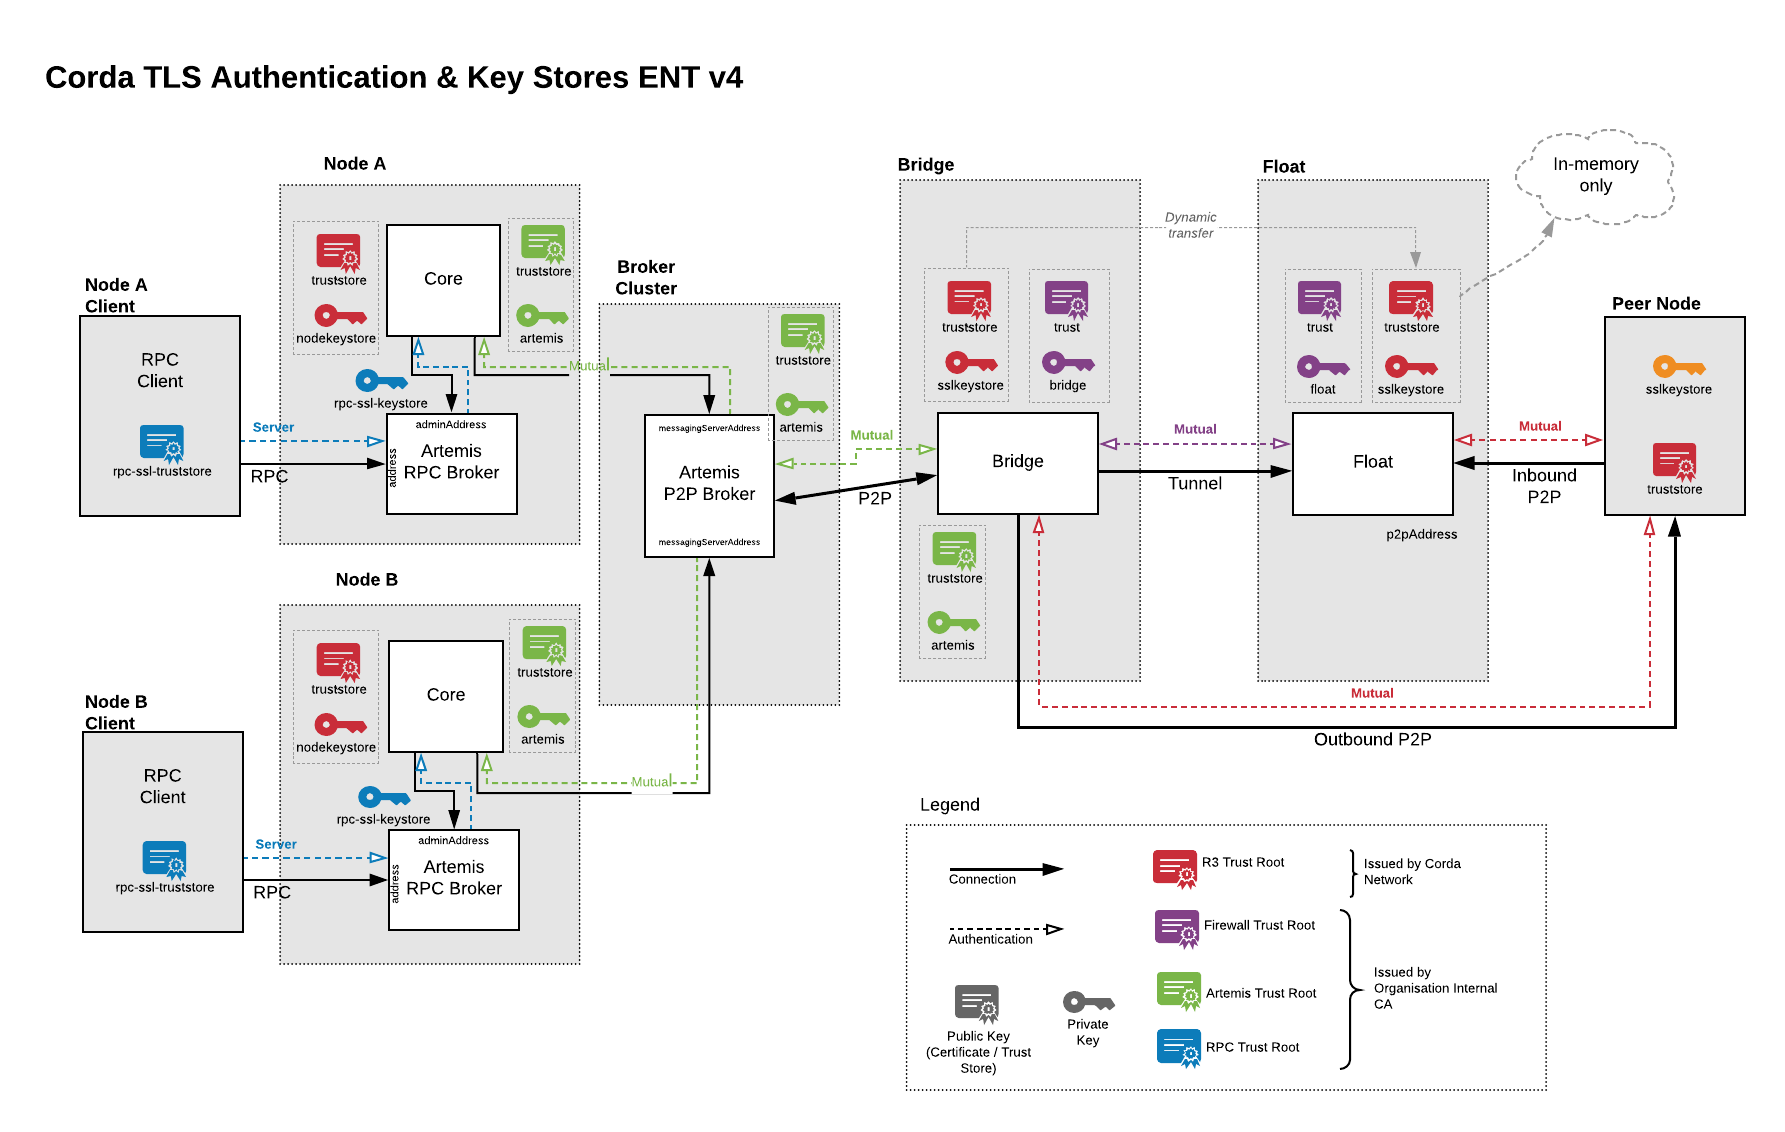 Corda TLS Authentication & Key Stores ENT v4
Node A
Client
RPC
Client
rpc-ssl-truststore
Server
RPC
Node A
truststore
nodekeystore
Core
truststore
artemis
rpc-ssl-keystore
adminAddress
address
Artemis
RPC Broker
Mutual
Node B
Client
RPC
Client
rpc-ssl-truststore
Server
RPC
Node B
truststore
nodekeystore
Core
truststore
artemis
rpc-ssl-keystore
adminAddress
address
Artemis
RPC Broker
Mutual
Broker
Cluster
truststore
artemis
messagingServerAddress
Artemis
P2P Broker
messagingServerAddress
Mutual
P2P
Bridge
truststore
sslkeystore
trust
bridge
Bridge
truststore
artemis
Dynamic
transfer
Mutual
Tunnel
Float
trust
float
truststore
sslkeystore
Float
p2pAddress
In-memory
only
Mutual
Inbound
P2P
Peer Node
sslkeystore
truststore
Mutual
Outbound P2P
Legend
Connection
Authentication
Public Key
(Certificate / Trust
Store)
Private
Key
R3 Trust Root
Firewall Trust Root
Artemis Trust Root
RPC Trust Root
Issued by Corda
Network
Issued by
Organisation Internal
CA